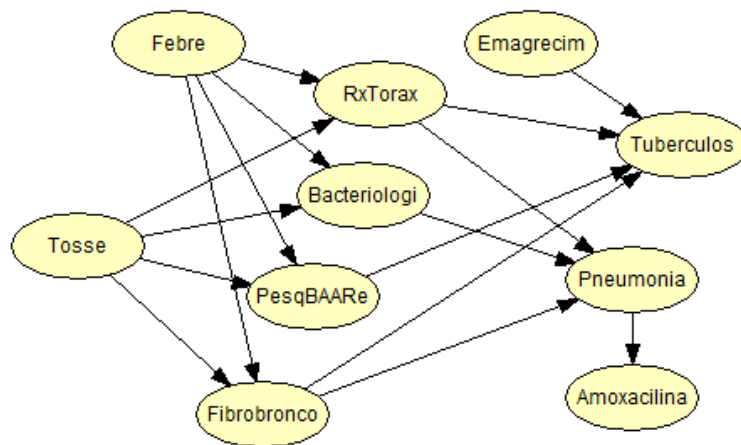 Febre
Emagrecim
RxTorax
Tuberculos
Bacteriologi
Tosse
PesqBAARe
Pneumonia
Fibrobronco
Amoxacilina